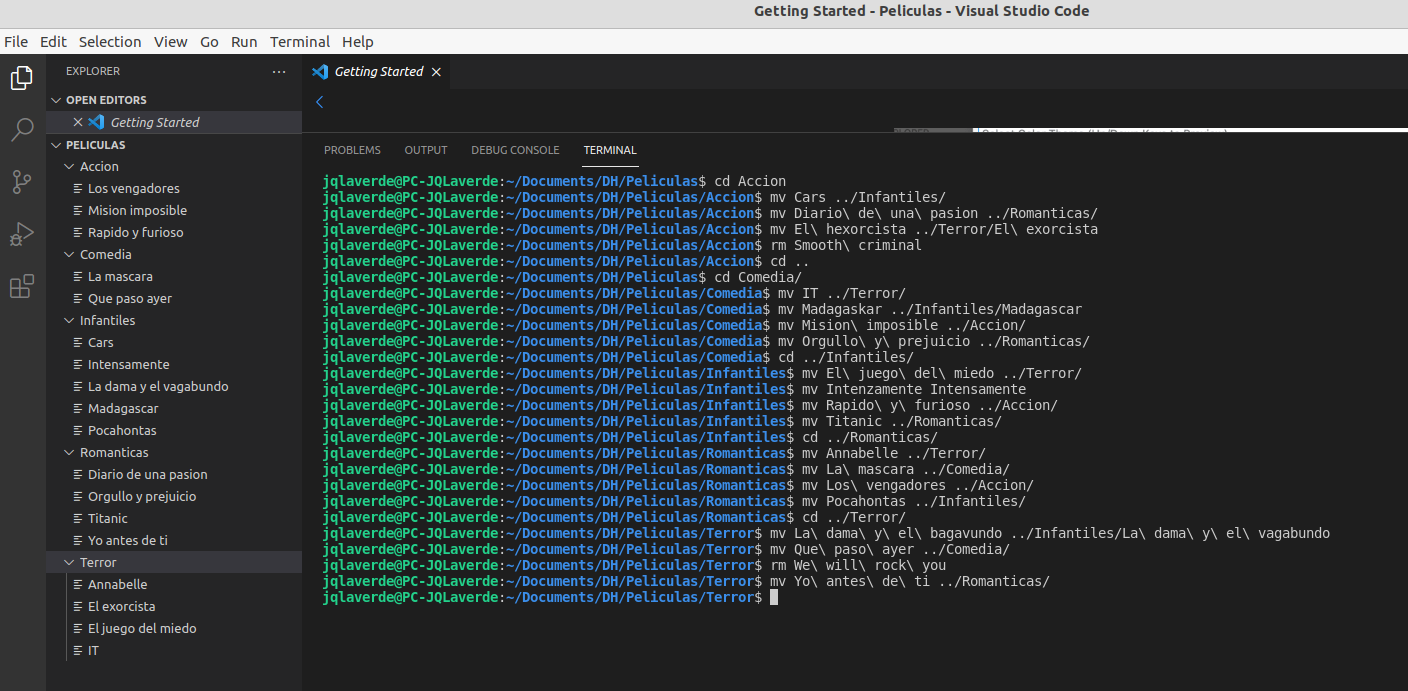 Getting Started - Peliculas - Visual Studio Code
File Edit Selection View Go Run Terminal Help
EXPLORER ...
OPEN EDITORS
Getting Started
PELICULAS
Accion
Los vengadores
Mision imposible
Rapido y furioso
Comedia
La mascara
Que paso ayer
Infantiles
Cars
Intensamente
La dama y el vagabundo
Madagascar
Pocahontas
Romanticas
Diario de una pasion
Orgullo y prejuicio
Titanic
Yo antes de ti
Terror
Annabelle
El exorcista
El juego del miedo
IT
Getting Started
PROBLEMS OUTPUT DEBUG CONSOLE TERMINAL
jqlaverde@PC-JQLaverde:~/Documents/DH/Peliculas$ cd Accion
jqlaverde@PC-JQLaverde:~/Documents/DH/Peliculas/Accion$ mv Cars ../Infantiles/
jqlaverde@PC-JQLaverde:~/Documents/DH/Peliculas/Accion$ mv Diario\ de\ una\ pasion ../Romanticas/
jqlaverde@PC-JQLaverde:~/Documents/DH/Peliculas/Accion$ mv El\ hexorcista ../Terror/El\ exorcista
jqlaverde@PC-JQLaverde:~/Documents/DH/Peliculas/Accion$ rm Smooth\ criminal
jqlaverde@PC-JQLaverde:~/Documents/DH/Peliculas/Accion$ cd ..
jqlaverde@PC-JQLaverde:~/Documents/DH/Peliculas$ cd Comedia/
jqlaverde@PC-JQLaverde:~/Documents/DH/Peliculas/Comedia$ mv IT ../Terror/
jqlaverde@PC-JQLaverde:~/Documents/DH/Peliculas/Comedia$ mv Madagaskar ../Infantiles/Madagascar
jqlaverde@PC-JQLaverde:~/Documents/DH/Peliculas/Comedia$ mv Mision\ imposible ../Accion/
jqlaverde@PC-JQLaverde:~/Documents/DH/Peliculas/Comedia$ mv Orgullo\ y\ prejuicio ../Romanticas/
jqlaverde@PC-JQLaverde:~/Documents/DH/Peliculas/Comedia$ cd ../Infantiles/
jqlaverde@PC-JQLaverde:~/Documents/DH/Peliculas/Infantiles$ mv El\ juego\ del\ miedo ../Terror/
jqlaverde@PC-JQLaverde:~/Documents/DH/Peliculas/Infantiles$ mv Intenzamente Intensamente
jqlaverde@PC-JQLaverde:~/Documents/DH/Peliculas/Infantiles$ mv Rapido\ y\ furioso ../Accion/
jqlaverde@PC-JQLaverde:~/Documents/DH/Peliculas/Infantiles$ mv Titanic ../Romanticas/
jqlaverde@PC-JQLaverde:~/Documents/DH/Peliculas/Infantiles$ cd ../Romanticas/
jqlaverde@PC-JQLaverde:~/Documents/DH/Peliculas/Romanticas$ mv Annabelle ../Terror/
jqlaverde@PC-JQLaverde:~/Documents/DH/Peliculas/Romanticas$ mv La\ mascara ../Comedia/
jqlaverde@PC-JQLaverde:~/Documents/DH/Peliculas/Romanticas$ mv Los\ vengadores ../Accion/
jqlaverde@PC-JQLaverde:~/Documents/DH/Peliculas/Romanticas$ mv Pocahontas ../Infantiles/
jqlaverde@PC-JQLaverde:~/Documents/DH/Peliculas/Romanticas$ cd ../Terror/
jqlaverde@PC-JQLaverde:~/Documents/DH/Peliculas/Terror$ mv La\ dama\ y\ el\ bagavundo ../Infantiles/La\ dama\ y\ el\ vagabundo
jqlaverde@PC-JQLaverde:~/Documents/DH/Peliculas/Terror$ mv Que\ paso\ ayer ../Comedia/
jqlaverde@PC-JQLaverde:~/Documents/DH/Peliculas/Terror$ rm We\ will\ rock\ you
jqlaverde@PC-JQLaverde:~/Documents/DH/Peliculas/Terror$ mv Yo\ antes\ de\ ti ../Romanticas/
jqlaverde@PC-JQLaverde:~/Documents/DH/Peliculas/Terror$